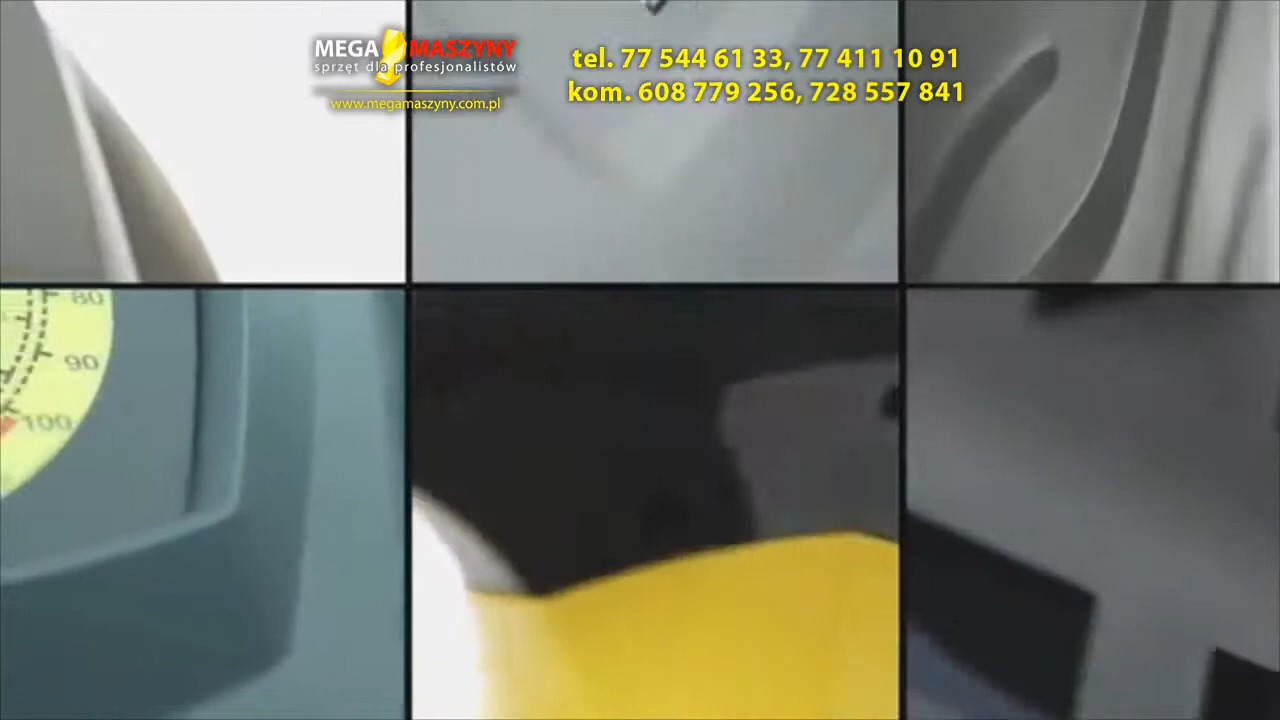 MEGA MASZYNY
sprzęt dla profesjonalistów
www.megamaszyny.com.pl
tel. 77 544 61 33, 77 411 10 91
kom. 608 779 256, 728 557 841
80
90
100